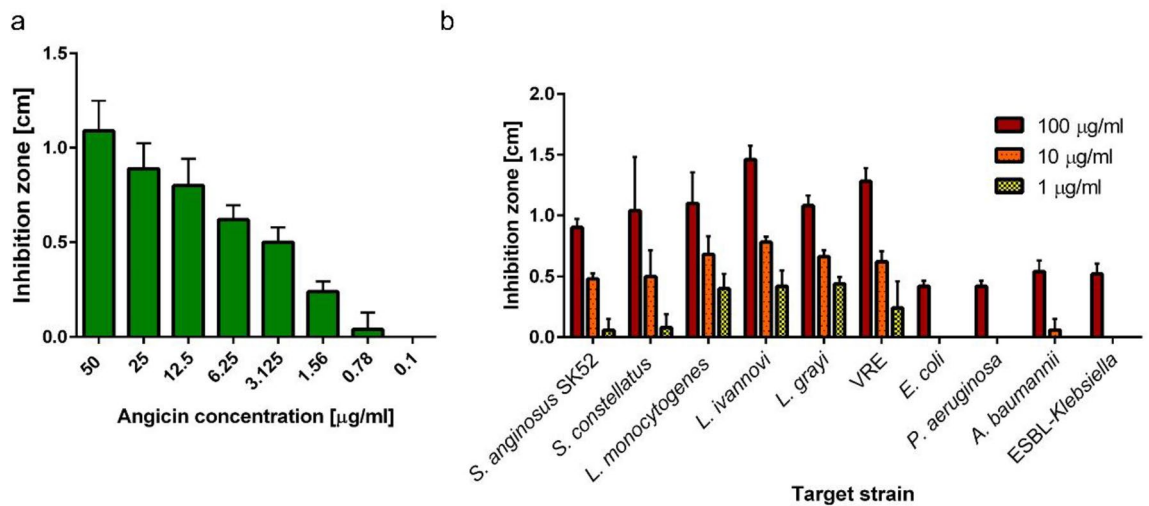 a
Inhibition zone [cm]
1.5
1.0
0.5
0.0
50
25
12.5
6.25
3.125
1.56
0.78
0.1
Angicin concentration [µg/ml]
b
Inhibition zone [cm]
2.0
1.5
1.0
0.5
0.0
100 µg/ml
10 µg/ml
1 µg/ml
S. anginosus SK52
S. constellatus
L. monocytogenes
L. ivannovi
L. grayi
VRE
E. coli
P. aeruginosa
A. baumannii
ESBL-Klebsiella
Target strain